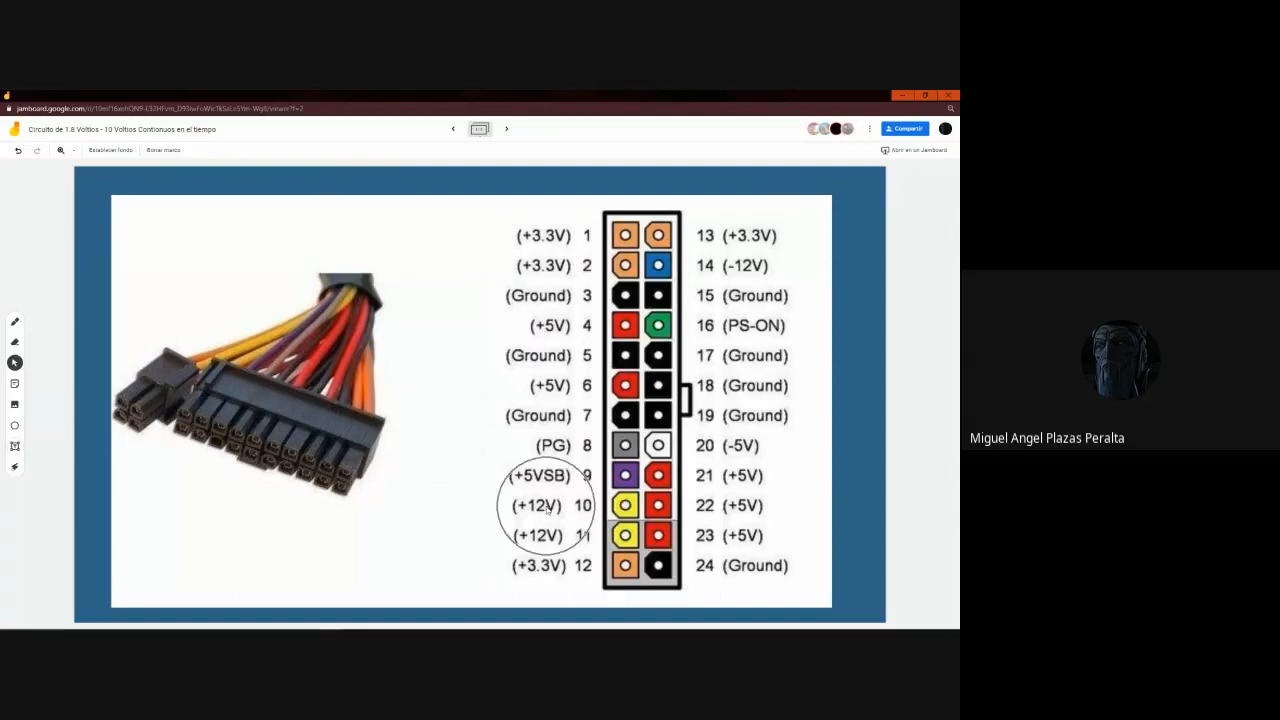 Circuito de 1.8 Voltios - 10 Voltios Contionuos en el tiempo
Compartir
Establecer fondo
Borrar marco
Abrir en un Jamboard
(+3.3V) 1 13 (+3.3V)
(+3.3V) 2 14 (-12V)
(Ground) 3 15 (Ground)
(+5V) 4 16 (PS-ON)
(Ground) 5 17 (Ground)
(+5V) 6 18 (Ground)
(Ground) 7 19 (Ground)
(PG) 8 20 (-5V)
(+5VSB) 9 21 (+5V)
(+12V) 10 22 (+5V)
(+12V) 11 23 (+5V)
(+3.3V) 12 24 (Ground)
Miguel Angel Plazas Peralta